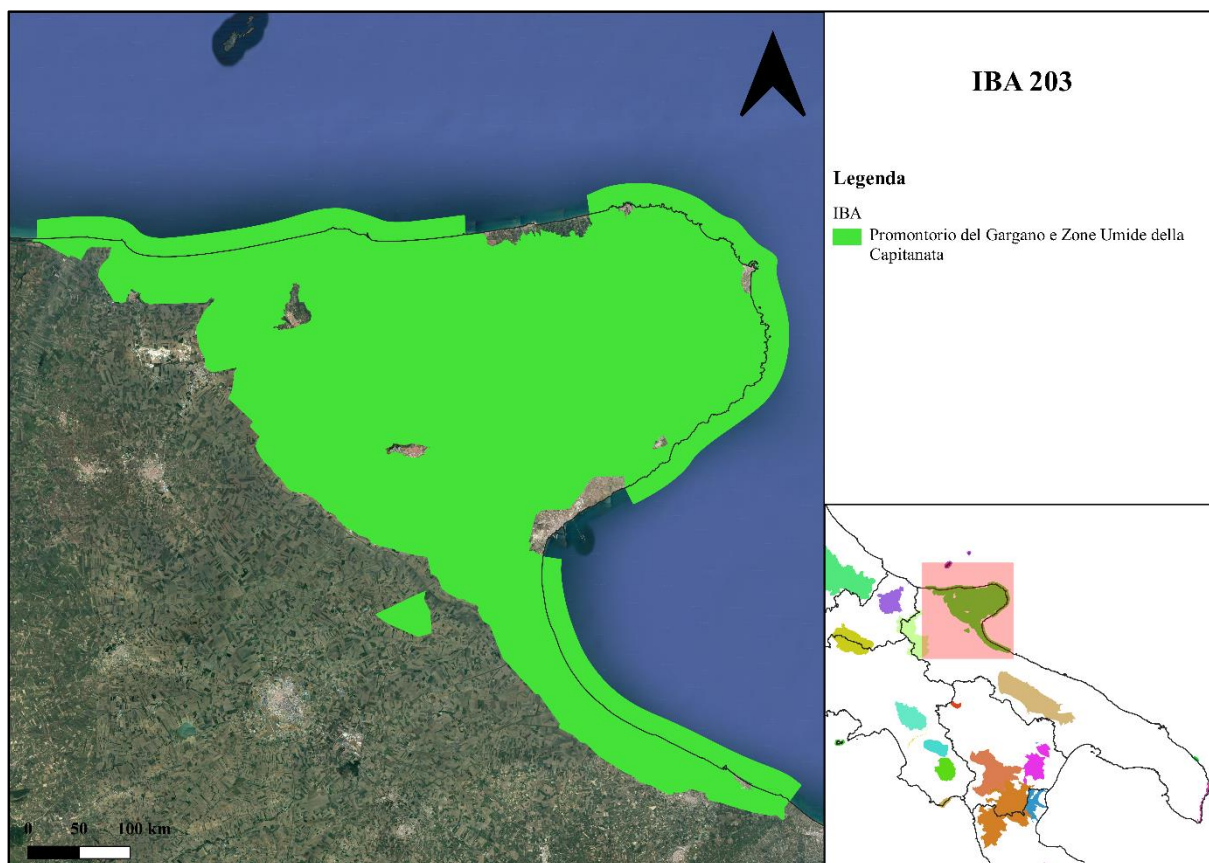 IBA 203
Legenda
IBA
Promontorio del Gargano e Zone Umide della
Capitanata
0 50 100 km